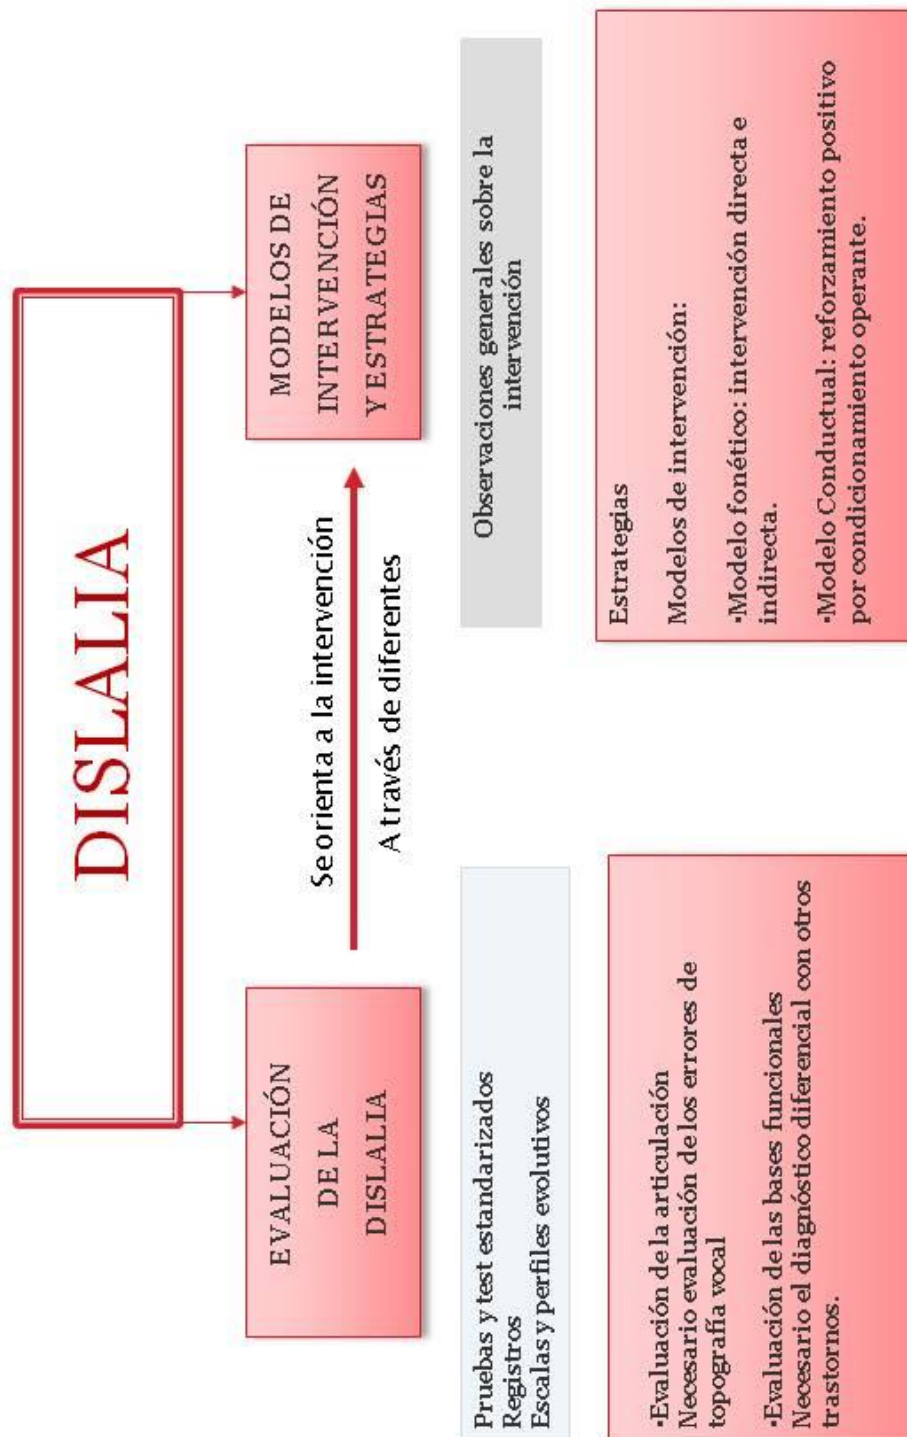 DISLALIA
EVALUACIÓN
DE LA
DISLALIA
Se orienta a la intervención
A través de diferentes
MODELOS DE
INTERVENCIÓN
Y ESTRATEGIAS
Pruebas y test estandarizados
Registros
Escalas y perfiles evolutivos
Observaciones generales sobre la
intervención
•Evaluación de la articulación
Necesario evaluación de los errores de
topografía vocal
•Evaluación de las bases funcionales
Necesario el diagnóstico diferencial con otros
trastornos.
Estrategias
Modelos de intervención:
•Modelo fonético: intervención directa e
indirecta.
•Modelo Conductual: reforzamiento positivo
por condicionamiento operante.